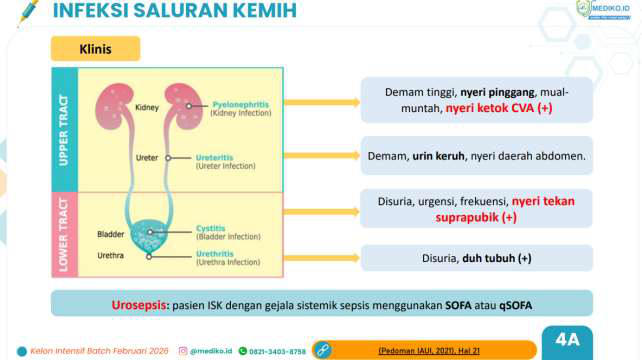 INFEKSI SALURAN KEMIH
MEDIKO.ID
Klinis
UPPER TRACT
LOWER TRACT
Kidney
Pyelonephritis
(Kidney Infection)
Ureter
Ureteritis
(Ureter Infection)
Bladder
Cystitis
(Bladder Infection)
Urethra
Urethritis
(Urethra Infection)
Demam tinggi, nyeri pinggang, mual-
muntah, nyeri ketok CVA (+)
Demam, urin keruh, nyeri daerah abdomen.
Disuria, urgensi, frekuensi, nyeri tekan
suprapubik (+)
Disuria, duh tubuh (+)
Urosepsis: pasien ISK dengan gejala sistemik sepsis menggunakan SOFA atau qSOFA
Kelon Intensif Batch Februari 2026
@mediko.id
0821-3403-8758
(Pedoman IAUI, 2021), Hal 21
4A